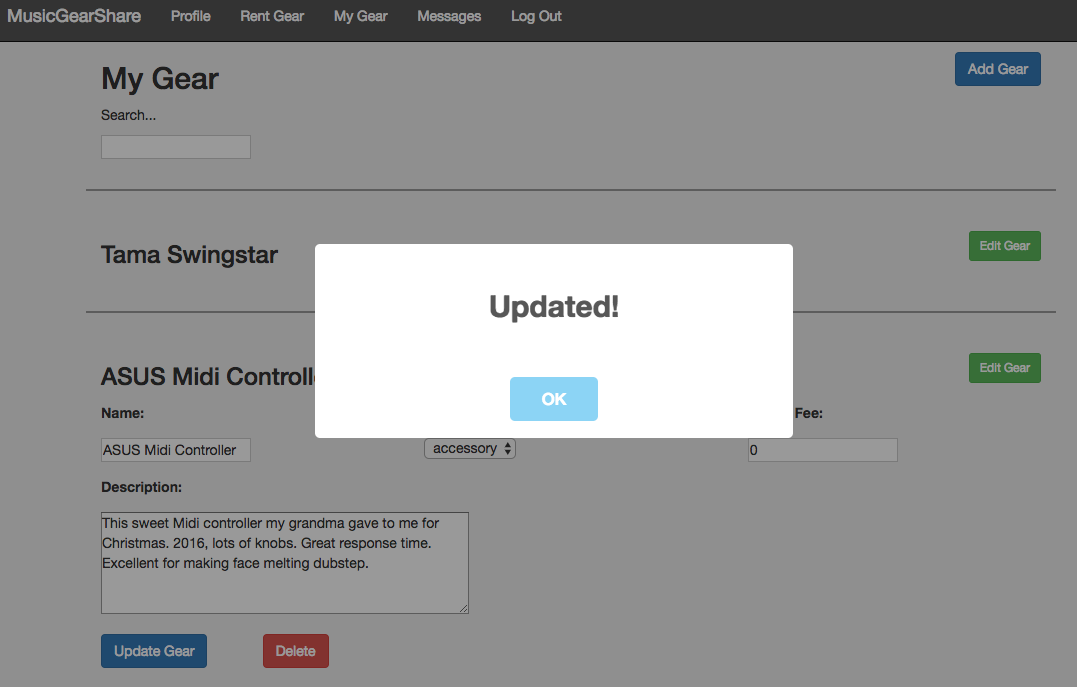 MusicGearShare Profile Rent Gear My Gear Messages Log Out
My Gear
Add Gear
Search...
Tama Swingstar
Edit Gear
Updated!
OK
ASUS Midi
Edit Gear
Name:
Fee:
ASUS Midi Controller
accessory
0
Description:
This sweet Midi controller my grandma gave to me for
Christmas. 2016, lots of knobs. Great response time.
Excellent for making face melting dubstep.
Update Gear
Delete